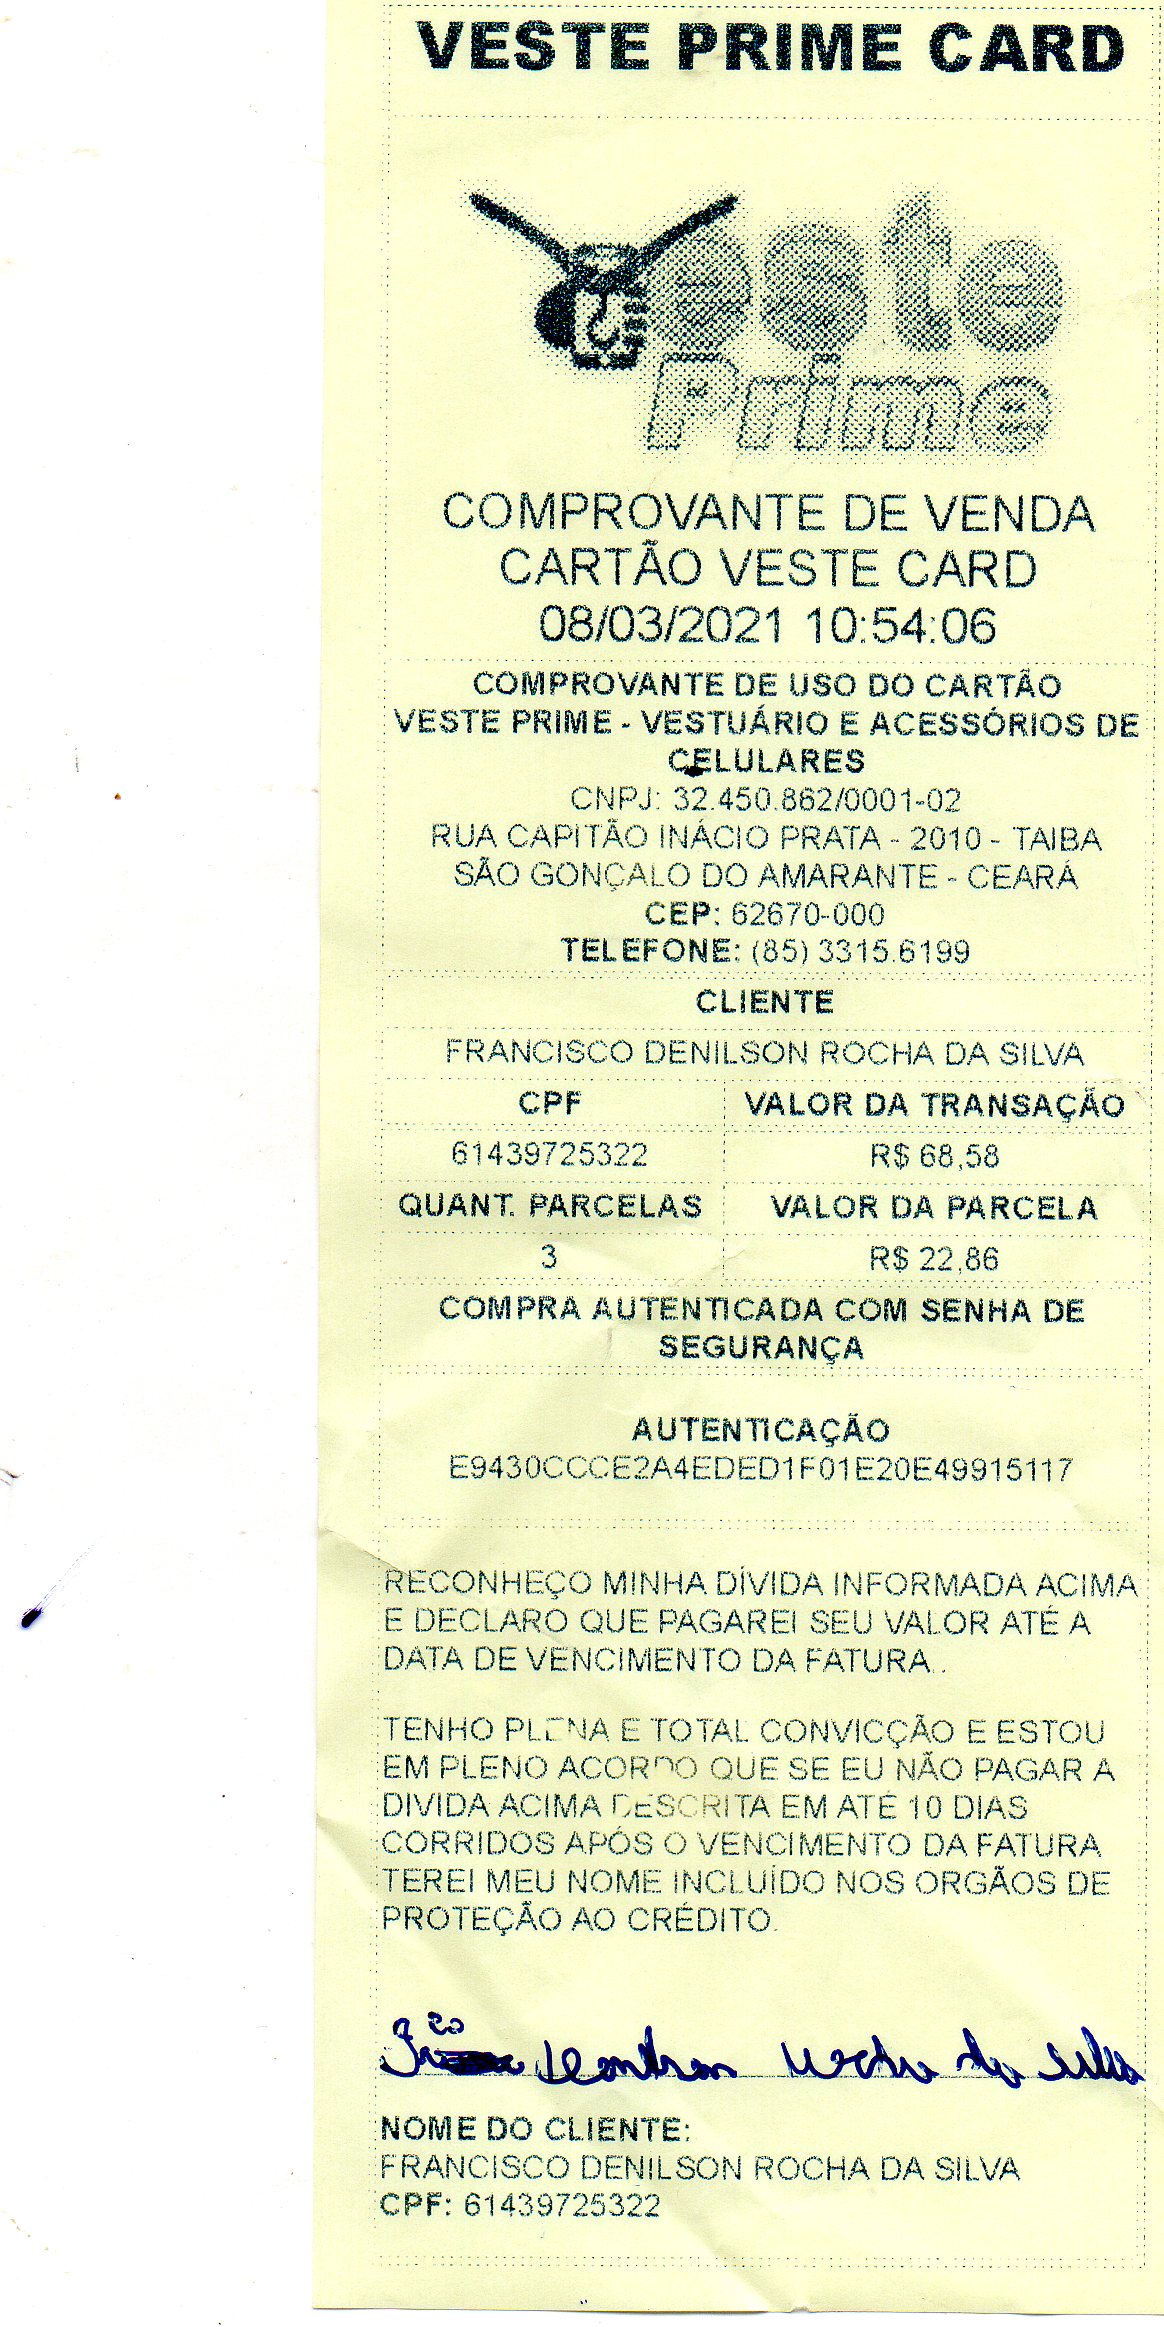 VESTE PRIME CARD
este
Prime
COMPROVANTE DE VENDA
CARTÃO VESTE CARD
08/03/2021 10:54:06
COMPROVANTE DE USO DO CARTÃO
VESTE PRIME - VESTUÁRIO E ACESSÓRIOS DE
CELULARES
CNPJ: 32.450.862/0001-02
RUA CAPITÃO INÁCIO PRATA - 2010 - TAIBA
SÃO GONÇALO DO AMARANTE - CEARÁ
CEP: 62670-000
TELEFONE: (85) 3315.6199
CLIENTE
FRANCISCO DENILSON ROCHA DA SILVA
CPF VALOR DA TRANSAÇÃO
61439725322 R$ 68,58
QUANT. PARCELAS VALOR DA PARCELA
3 R$ 22,86
COMPRA AUTENTICADA COM SENHA DE
SEGURANÇA
AUTENTICAÇÃO
E9430CCCE2A4EDED1F01E20E49915117
RECONHEÇO MINHA DÍVIDA INFORMADA ACIMA
E DECLARO QUE PAGAREI SEU VALOR ATÉ A
DATA DE VENCIMENTO DA FATURA..
TENHO PLENA E TOTAL CONVICÇÃO E ESTOU
EM PLENO ACORDO QUE SE EU NÃO PAGAR A
DIVIDA ACIMA DESCRITA EM ATÉ 10 DIAS
CORRIDOS APÓS O VENCIMENTO DA FATURA
TEREI MEU NOME INCLUÍDO NOS ORGÃOS DE
PROTEÇÃO AO CRÉDITO.
da silva
NOME DO CLIENTE:
FRANCISCO DENILSON ROCHA DA SILVA
CPF: 61439725322